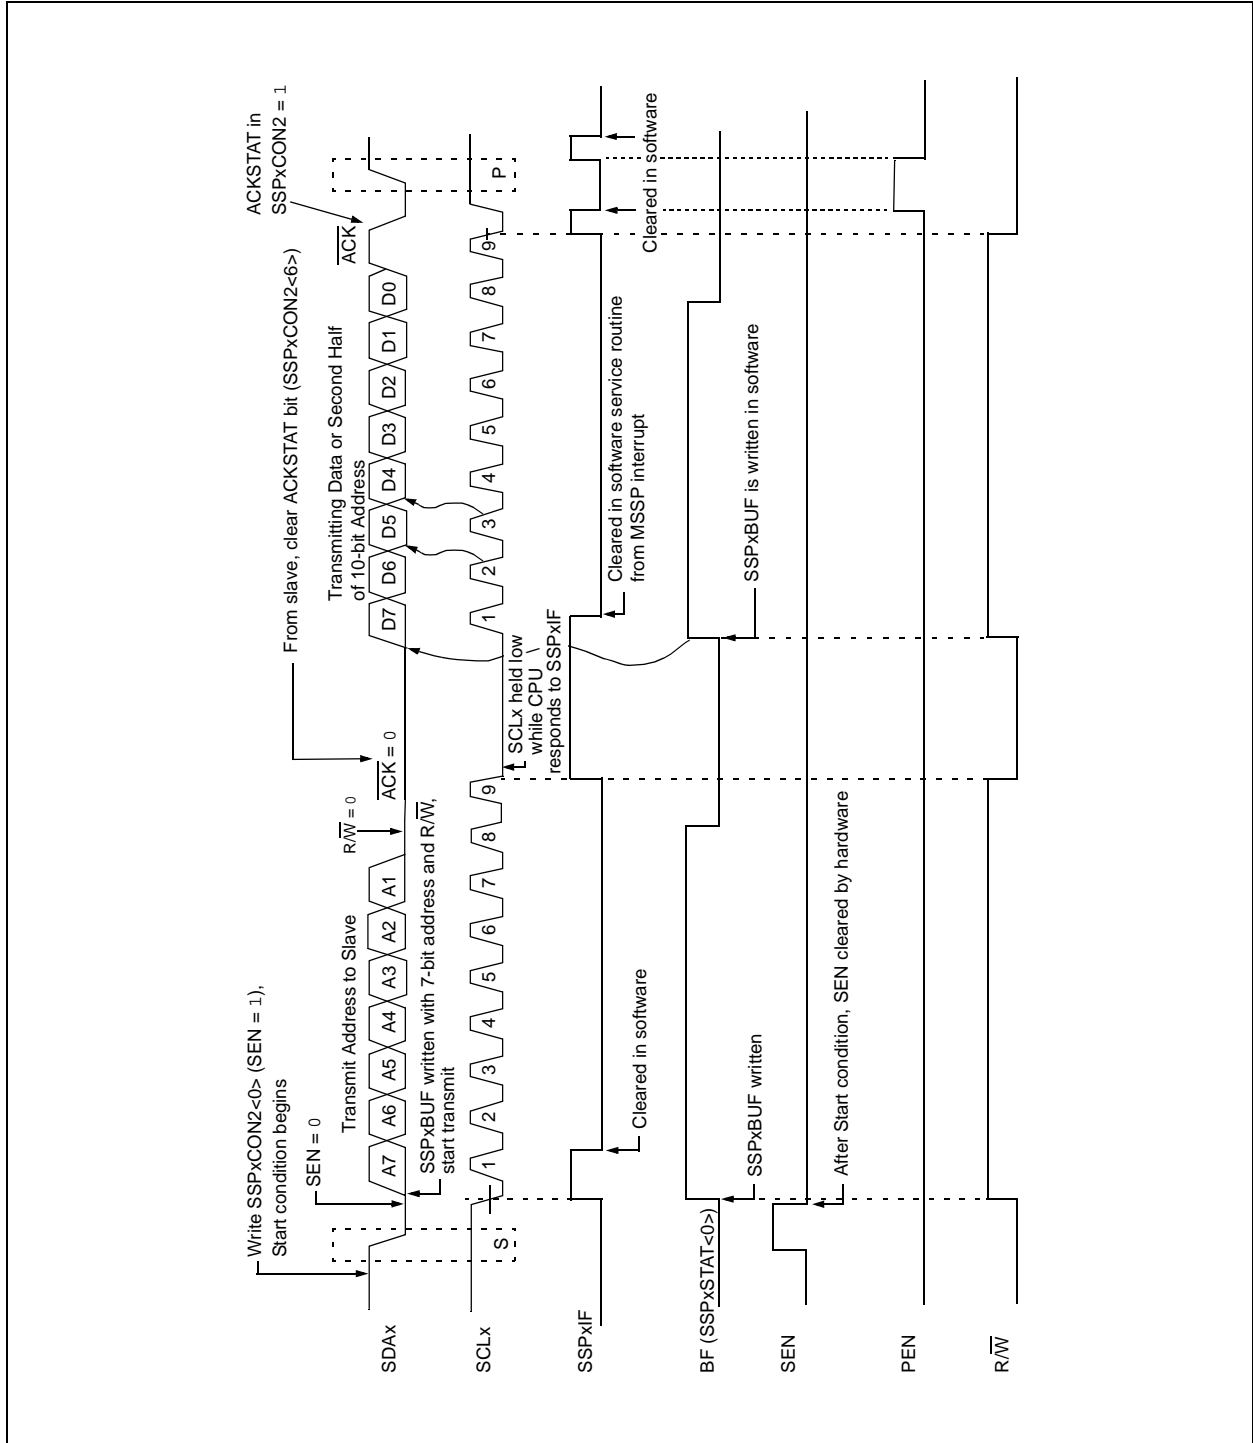 Write SSPxCON2<0> (SEN = 1),
Start condition begins
SEN = 0
From slave, clear ACKSTAT bit (SSPxCON2<6>)
ACKSTAT in
SSPxCON2 = 1
Transmit Address to Slave
R/W = 0
ACK = 0
Transmitting Data or Second Half
of 10-bit Address
ACK
SDAx
A7 A6 A5 A4 A3 A2 A1
D7 D6 D5 D4 D3 D2 D1 D0
SSPxBUF written with 7-bit address and R/W,
start transmit
SCLx
S
1 2 3 4 5 6 7 8 9
1 2 3 4 5 6 7 8 9
P
SCLx held low
while CPU
responds to SSPxIF
SSPxIF
Cleared in software
Cleared in software service routine
from MSSP interrupt
Cleared in software
BF (SSPxSTAT<0>)
SSPxBUF written
SSPxBUF is written in software
SEN
After Start condition, SEN cleared by hardware
PEN
R/W